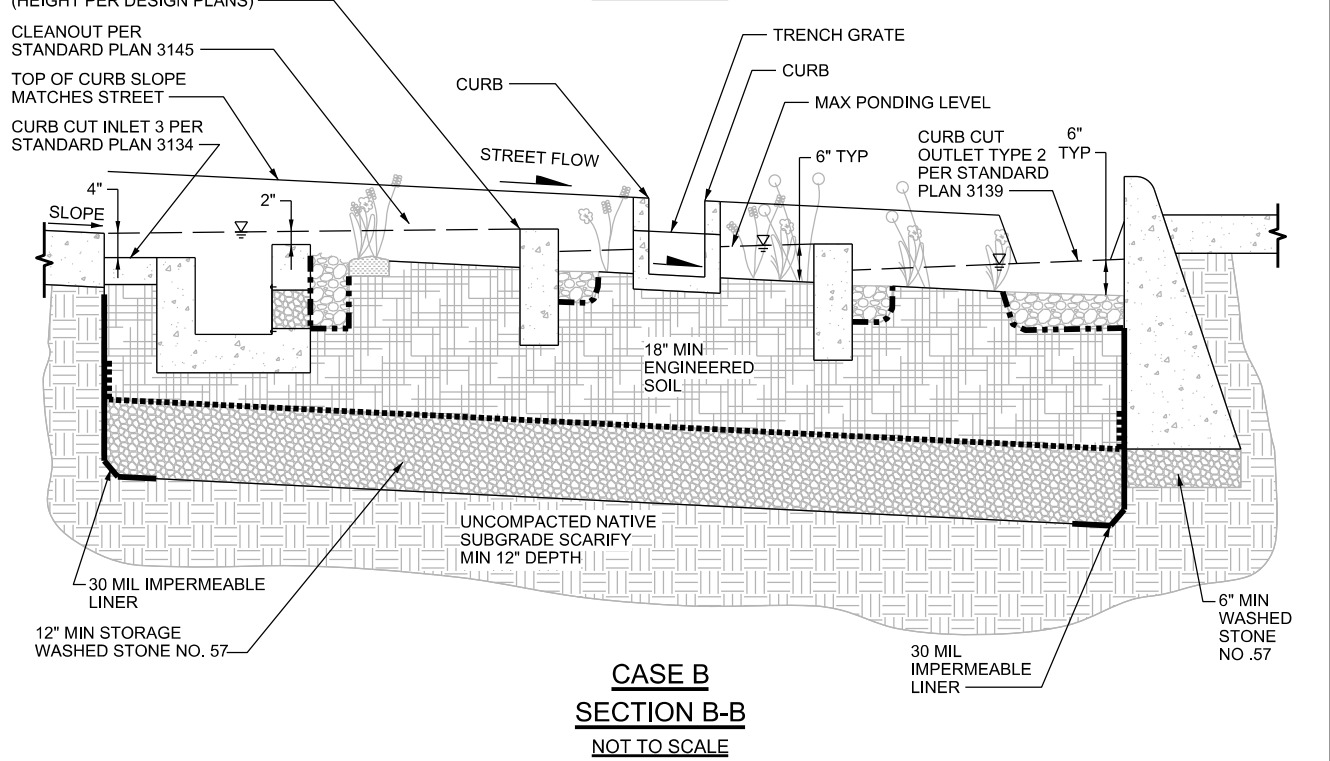 (HEIGHT PER DESIGN PLANS)
CLEANOUT PER
STANDARD PLAN 3145
TOP OF CURB SLOPE
MATCHES STREET
CURB CUT INLET 3 PER
STANDARD PLAN 3134
4"
SLOPE
2"
CURB
STREET FLOW
TRENCH GRATE
CURB
MAX PONDING LEVEL
6" TYP
CURB CUT
OUTLET TYPE 2
PER STANDARD
PLAN 3139
6"
TYP
18" MIN
ENGINEERED
SOIL
UNCOMPACTED NATIVE
SUBGRADE SCARIFY
MIN 12" DEPTH
30 MIL IMPERMEABLE
LINER
12" MIN STORAGE
WASHED STONE NO. 57
30 MIL
IMPERMEABLE
LINER
6" MIN
WASHED
STONE
NO .57
CASE B
SECTION B-B
NOT TO SCALE